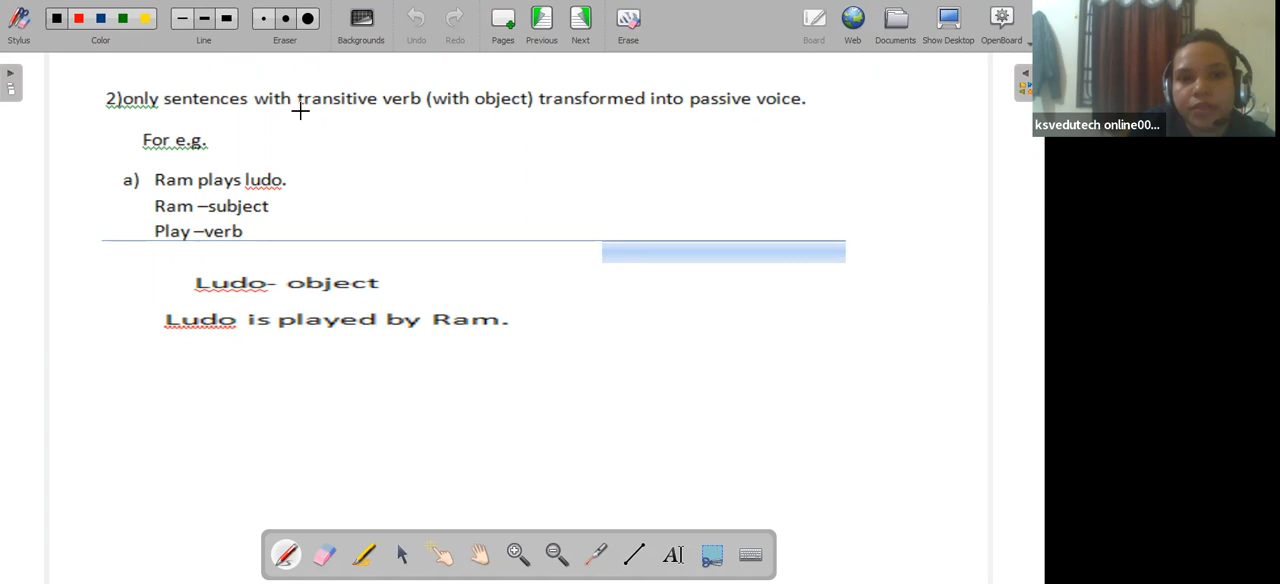 Stylus
Color
Line
Eraser
Backgrounds
Undo
Redo
Pages
Previous
Next
Erase
Board
Web
Documents
Show Desktop
OpenBoard
ksvedutech online00...
2)only sentences with transitive verb (with object) transformed into passive voice.
For e.g.
a) Ram plays ludo.
Ram –subject
Play –verb
Ludo- object
Ludo is played by Ram.
AI